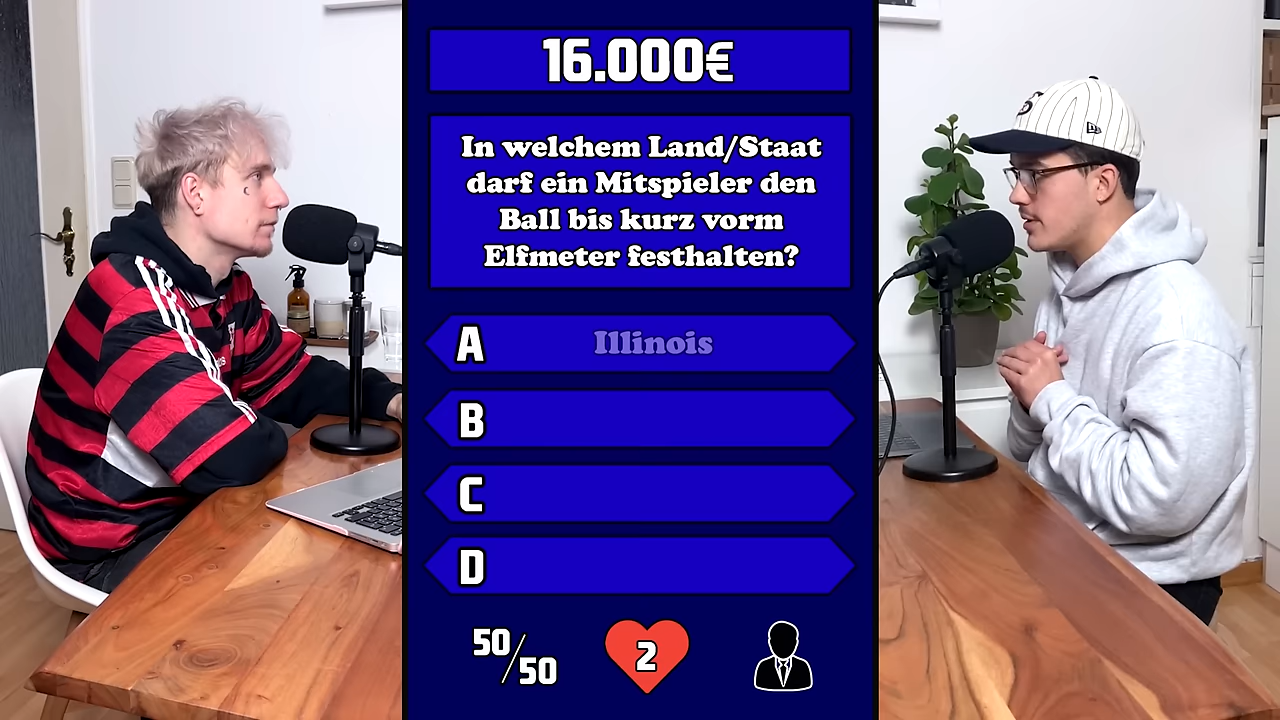 16.000€
In welchem Land/Staat
darf ein Mitspieler den
Ball bis kurz vorm
Elfmeter festhalten?
A Illinois
B
C
D
50/50
2